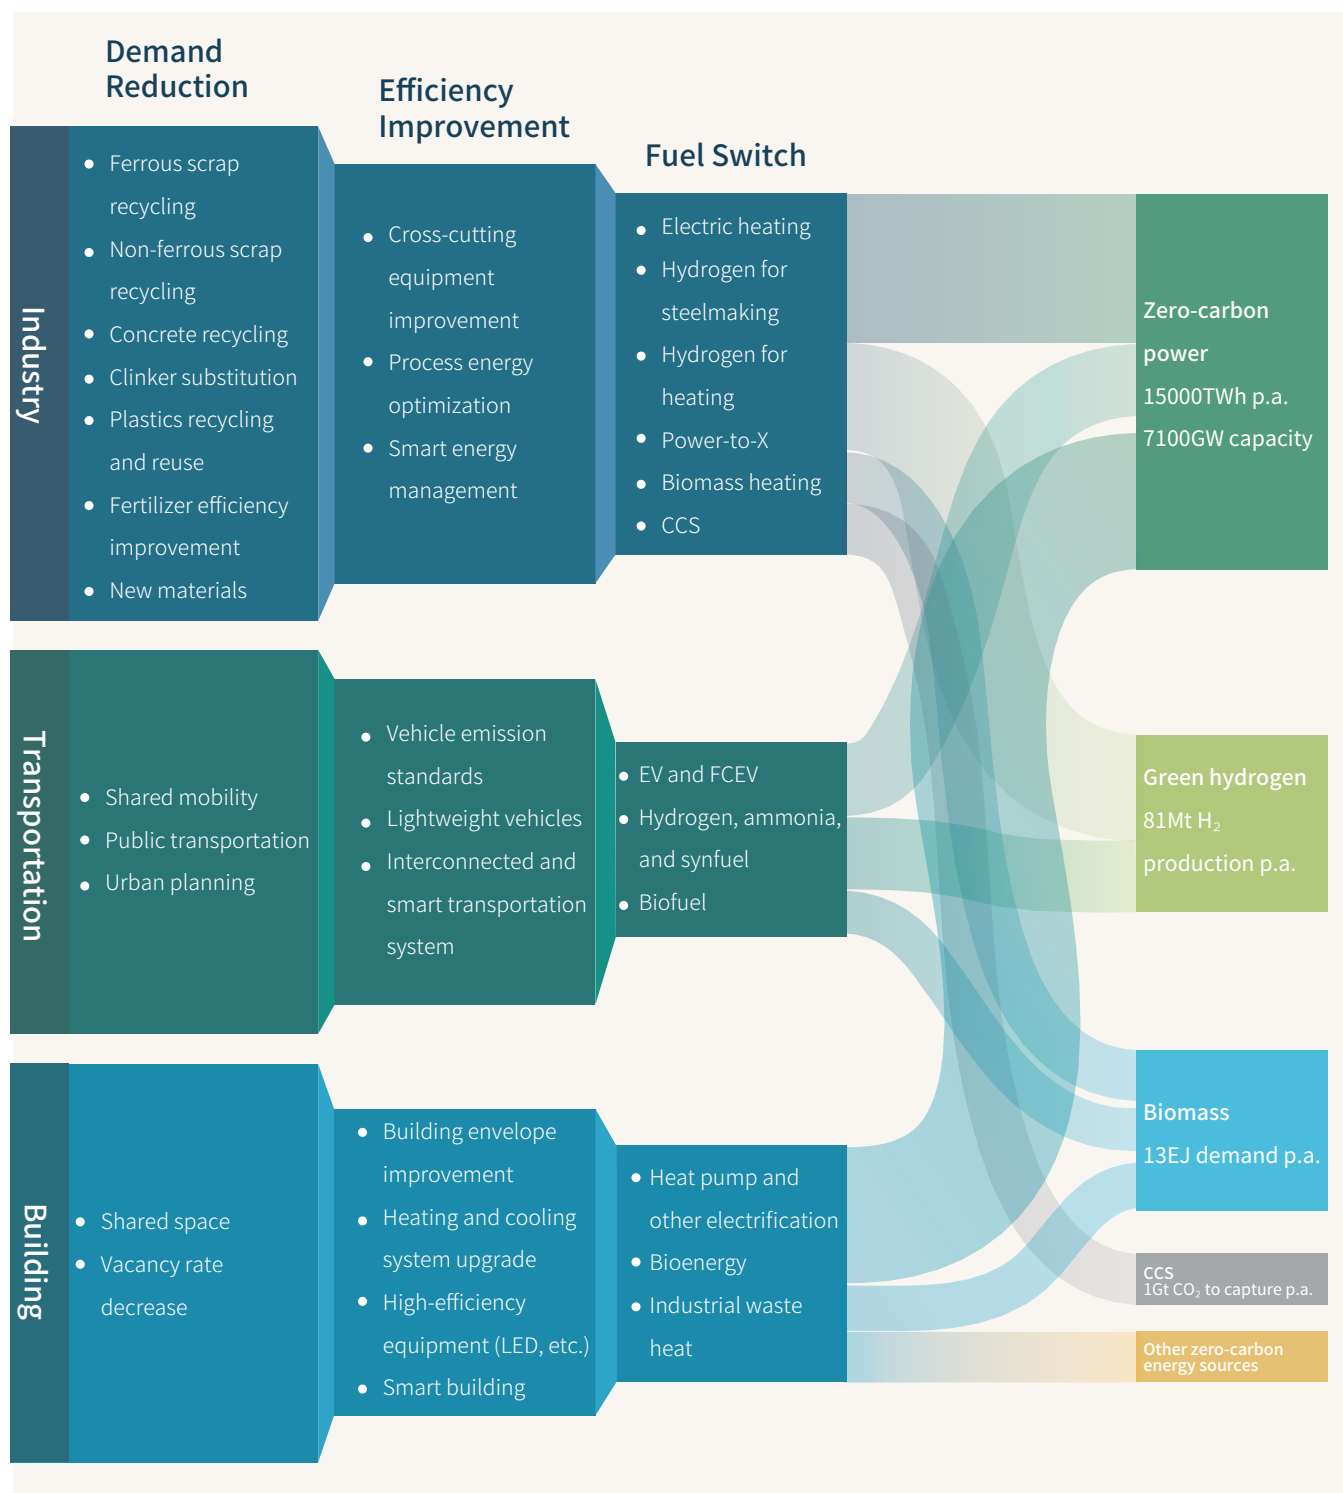 Demand
Reduction
Efficiency
Improvement
Fuel Switch
Industry
Ferrous scrap
recycling
Non-ferrous scrap
recycling
Concrete recycling
Clinker substitution
Plastics recycling
and reuse
Fertilizer efficiency
improvement
New materials
Cross-cutting
equipment
improvement
Process energy
optimization
Smart energy
management
Electric heating
Hydrogen for
steelmaking
Hydrogen for
heating
Power-to-X
Biomass heating
CCS
Transportation
Shared mobility
Public transportation
Urban planning
Vehicle emission
standards
Lightweight vehicles
Interconnected and
smart transportation
system
EV and FCEV
Hydrogen, ammonia,
and synfuel
Biofuel
Building
Shared space
Vacancy rate
decrease
Building envelope
improvement
Heating and cooling
system upgrade
High-efficiency
equipment (LED, etc.)
Smart building
Heat pump and
other electrification
Bioenergy
Industrial waste
heat
Zero-carbon
power
15000TWh p.a.
7100GW capacity
Green hydrogen
81Mt H₂
production p.a.
Biomass
13EJ demand p.a.
CCS
1Gt CO₂ to capture p.a.
Other zero-carbon
energy sources